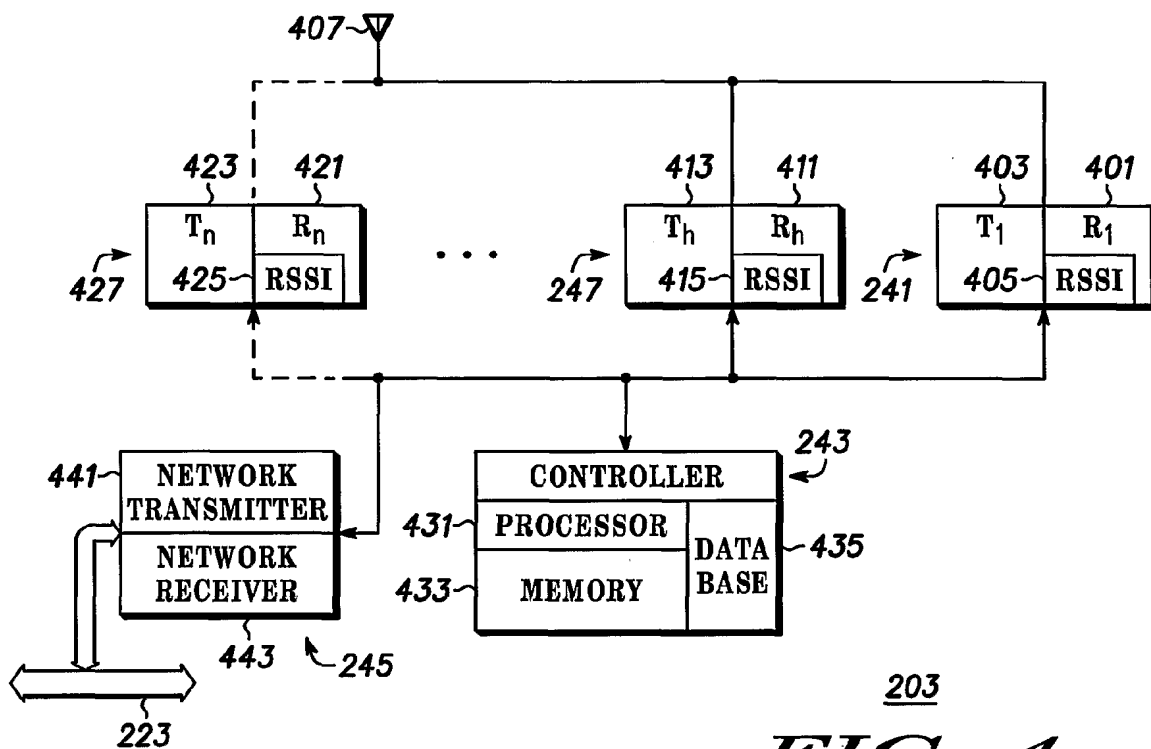 407
423 421 413 411 403 401
Tn Rn Th Rh T1 R1
427 425 RSSI ... 247 415 RSSI 241 405 RSSI
243
441 NETWORK TRANSMITTER
CONTROLLER
431 PROCESSOR
DATA BASE 435
NETWORK RECEIVER
433 MEMORY
443 245
203
223